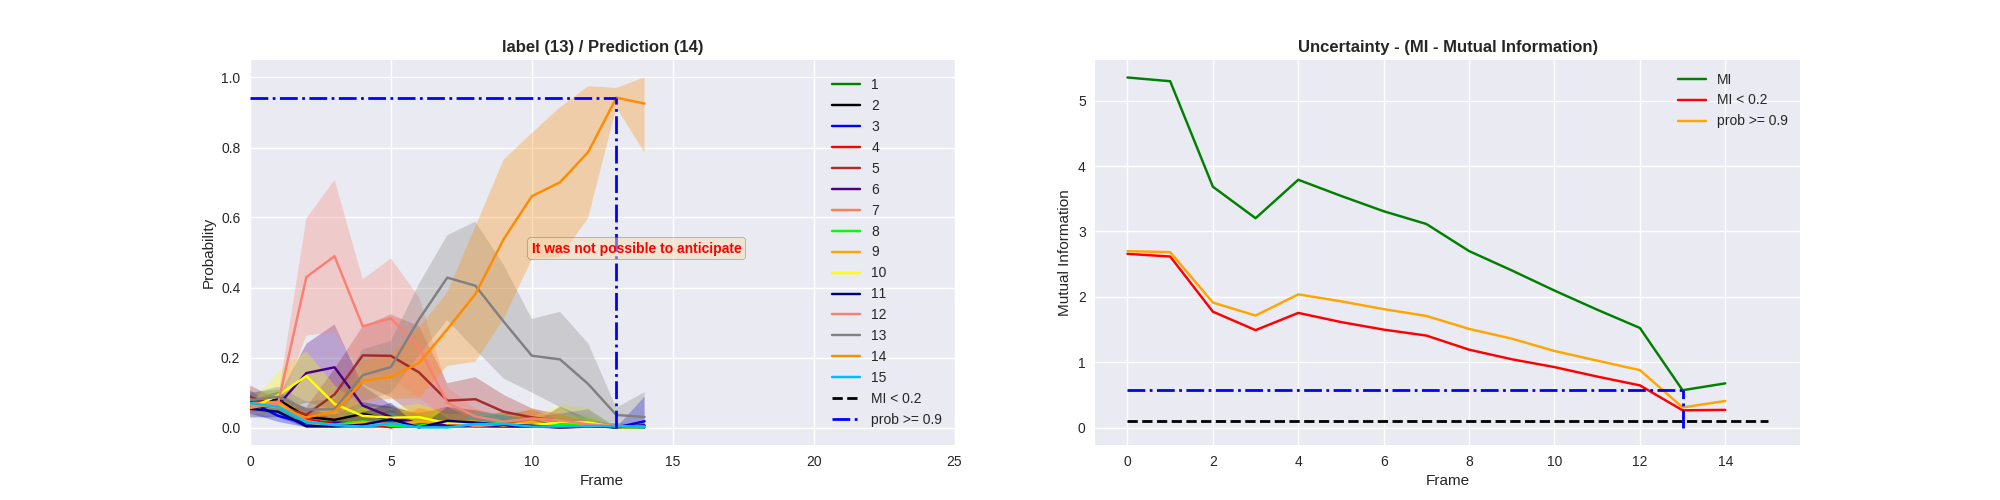 label (13) / Prediction (14)
Probability
1.0
0.8
0.6
0.4
0.2
0.0
0 5 10 15 20 25
Frame
It was not possible to anticipate
1
2
3
4
5
6
7
8
9
10
11
12
13
14
15
MI < 0.2
prob >= 0.9
Uncertainty - (MI - Mutual Information)
Mutual Information
5
4
3
2
1
0
0 2 4 6 8 10 12 14
Frame
MI
MI < 0.2
prob >= 0.9